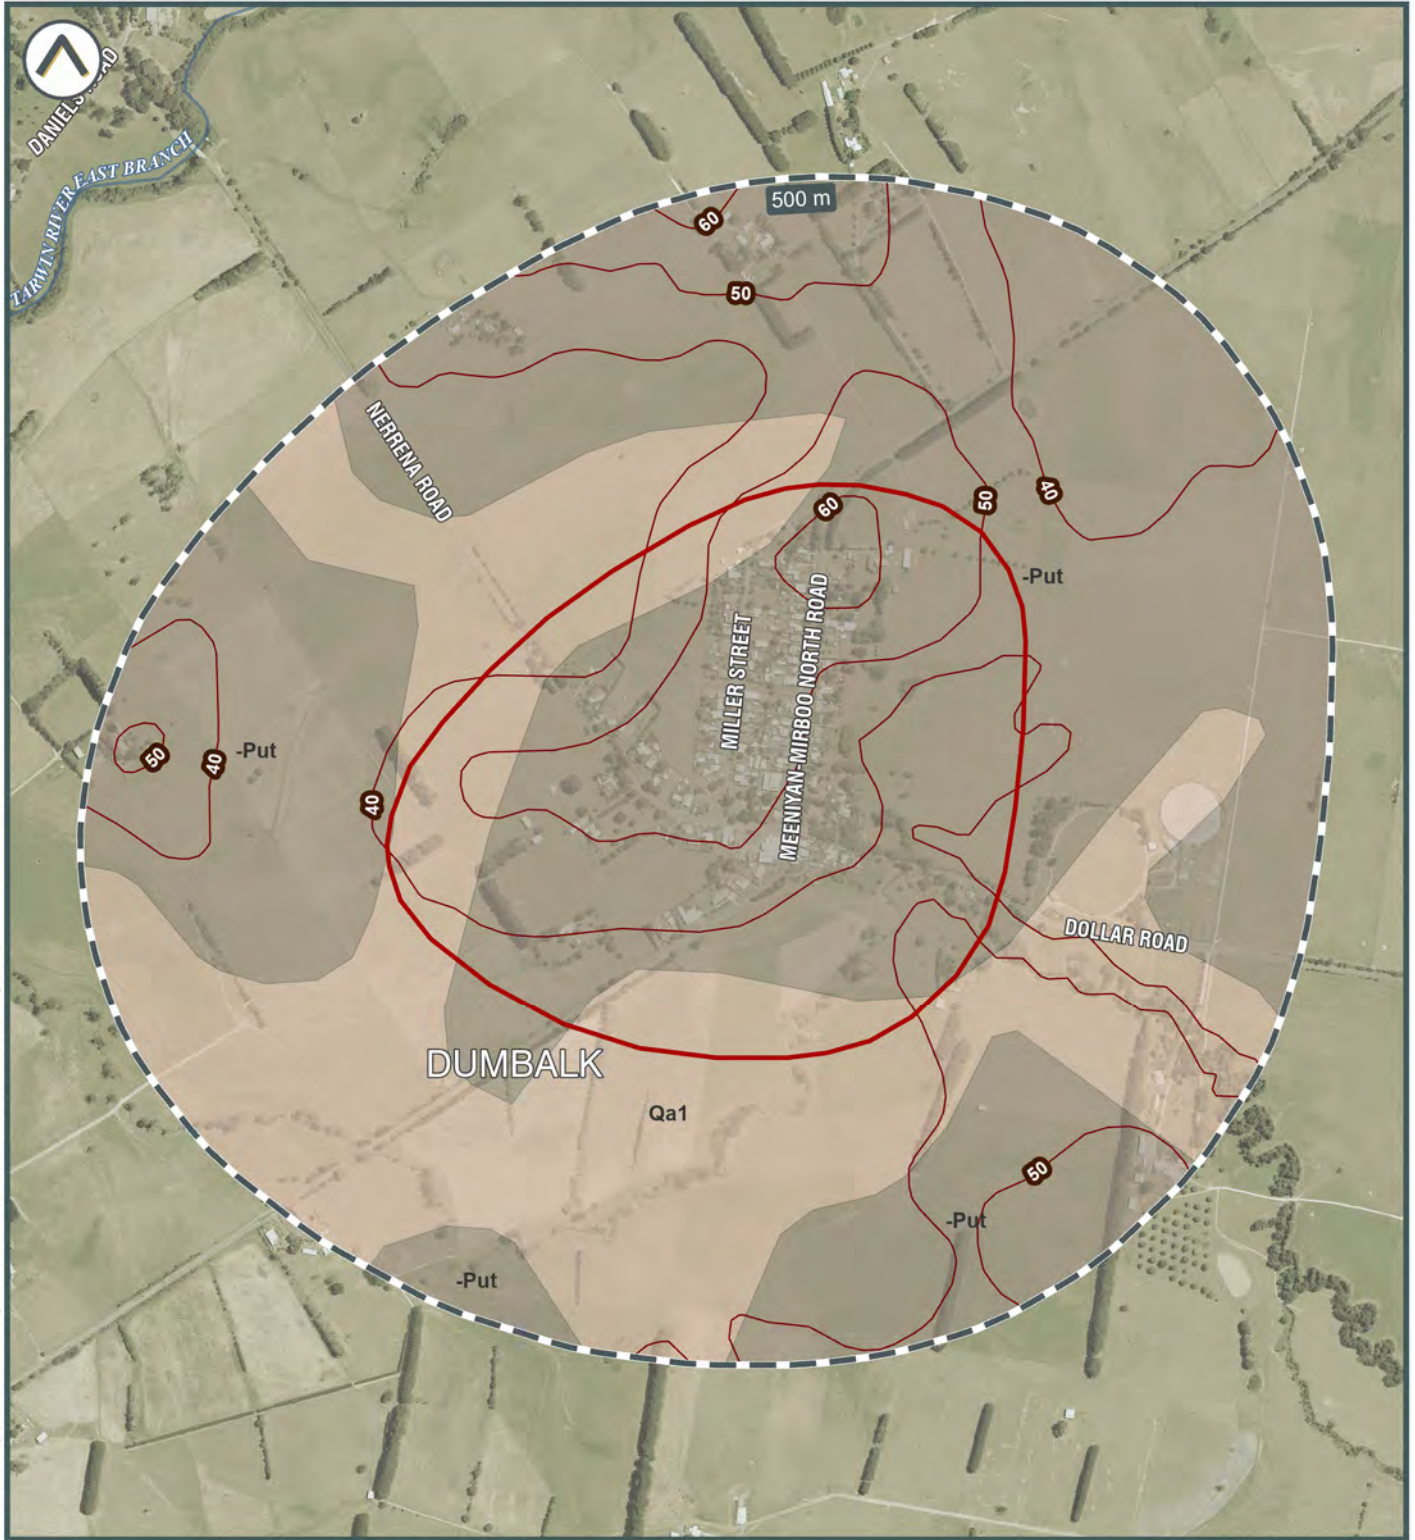 DANIELS
TARWIN RIVER EAST BRANCH
500 m
60
50
NERRENA ROAD
60
50
40
-Put
MILLER STREET
MEENIYAN-MIRBOO NORTH ROAD
50
40
-Put
40
DOLLAR ROAD
DUMBALK
Qa1
50
-Put
-Put